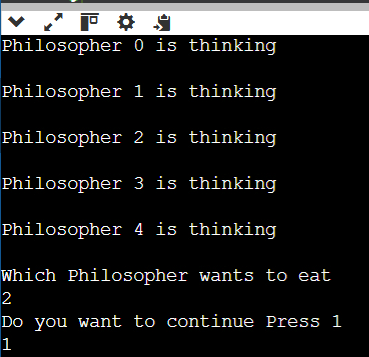 Philosopher 0 is thinking
Philosopher 1 is thinking
Philosopher 2 is thinking
Philosopher 3 is thinking
Philosopher 4 is thinking
Which Philosopher wants to eat
2
Do you want to continue Press 1
1